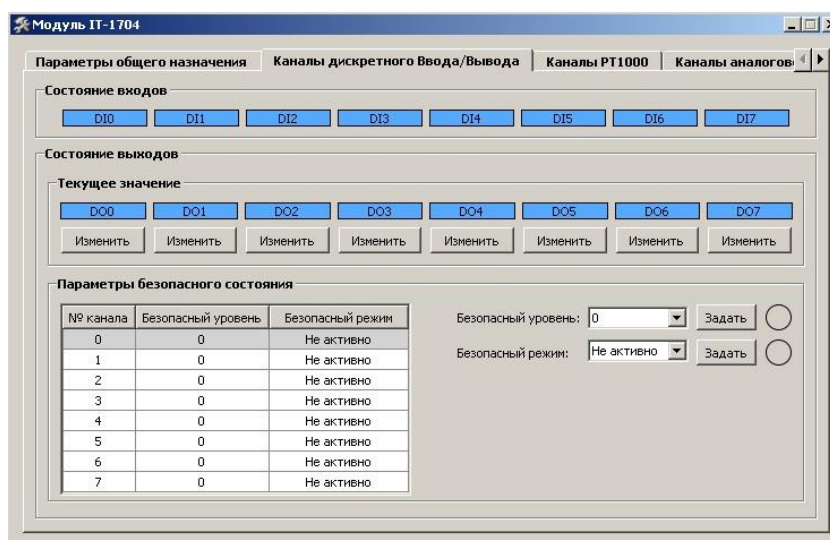 Модуль IT-1704
Параметры общего назначения Каналы дискретного Ввода/Вывода Каналы PT1000 Каналы аналогов
Состояние входов
DI0 DI1 DI2 DI3 DI4 DI5 DI6 DI7
Состояние выходов
Текущее значение
DO0 DO1 DO2 DO3 DO4 DO5 DO6 DO7
Изменить Изменить Изменить Изменить Изменить Изменить Изменить Изменить
Параметры безопасного состояния
№ канала Безопасный уровень Безопасный режим
0 0 Не активно
1 0 Не активно
2 0 Не активно
3 0 Не активно
4 0 Не активно
5 0 Не активно
6 0 Не активно
7 0 Не активно
Безопасный уровень: 0 Задать
Безопасный режим: Не активно Задать